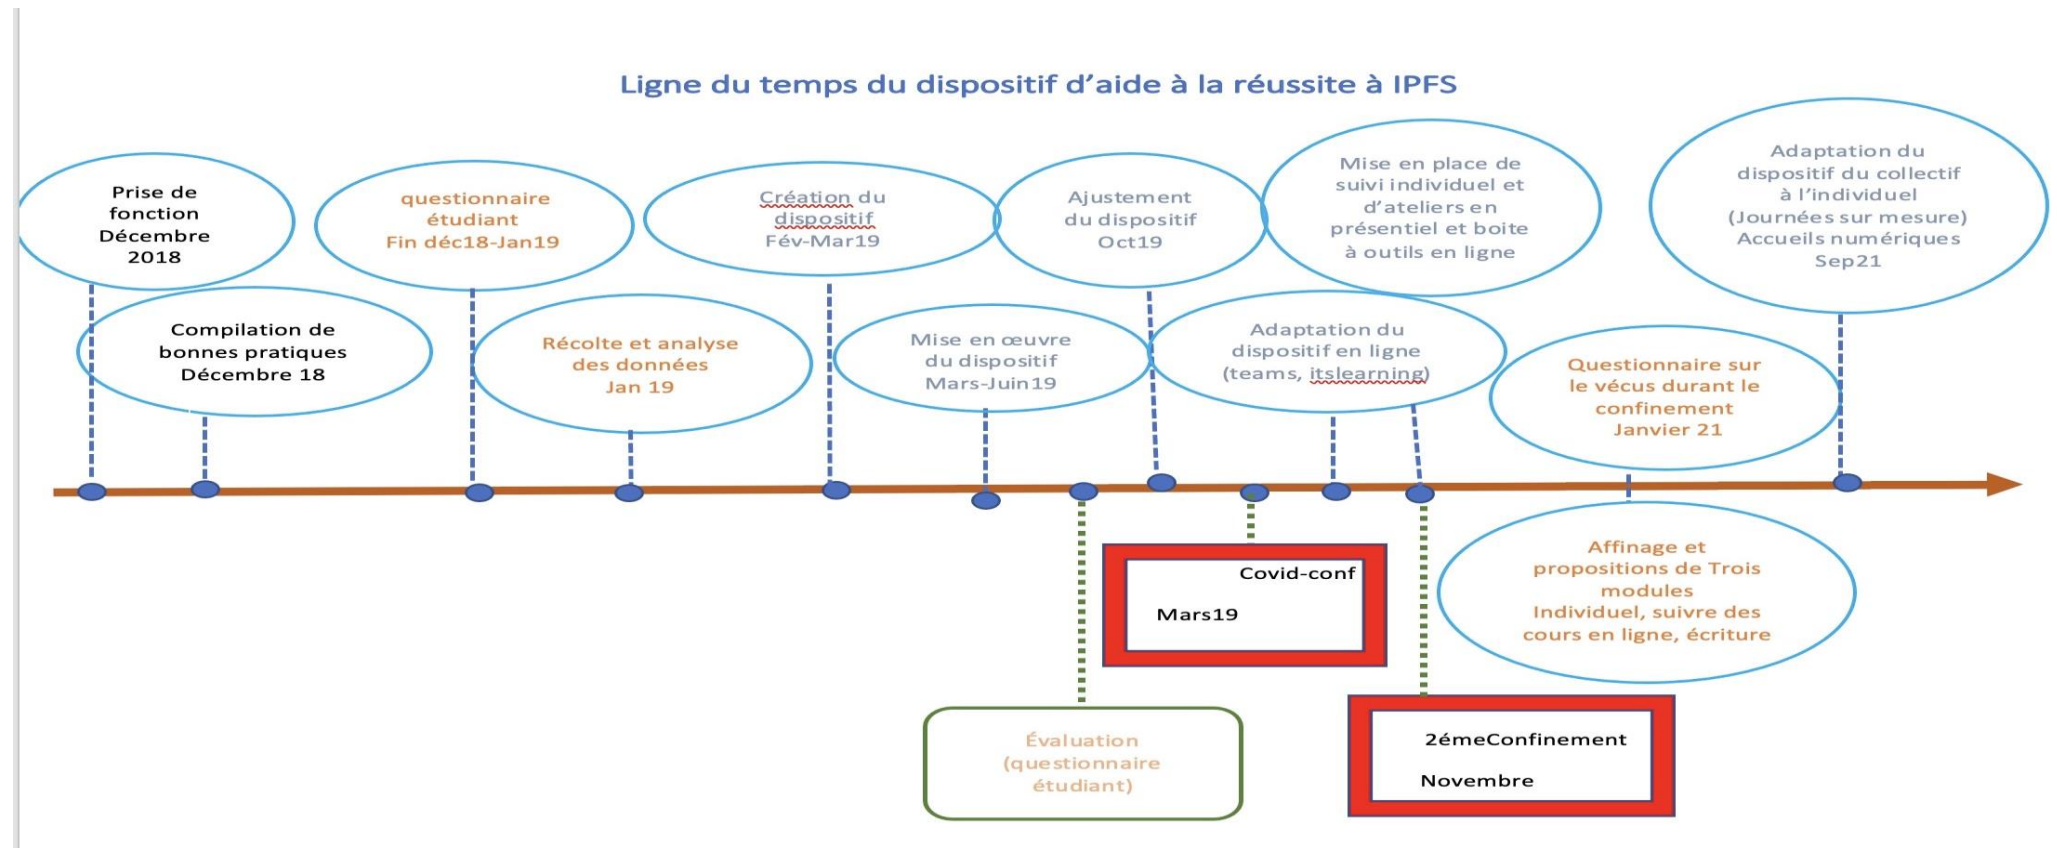 Ligne du temps du dispositif d'aide à la réussite à IPFS
Prise de
fonction
Décembre
2018
Compilation de
bonnes pratiques
Décembre 18
questionnaire
étudiant
Fin déc18-Jan19
Récolte et analyse
des données
Jan 19
Création du
dispositif
Fév-Mar19
Mise en œuvre
du dispositif
Mars-Juin19
Ajustement
du dispositif
Oct19
Mise en place de
suivi individuel et
d'ateliers en
présentiel et boite
à outils en ligne
Adaptation du
dispositif en ligne
(teams, itslearning)
Questionnaire sur
le vécus durant le
confinement
Janvier 21
Adaptation du
dispositif du collectif
à l'individuel
(Journées sur mesure)
Accueils numériques
Sep21
Covid-conf
Mars19
Affinage et
propositions de Trois
modules
Individuel, suivre des
cours en ligne, écriture
Évaluation
(questionnaire
étudiant)
2émeConfinement
Novembre